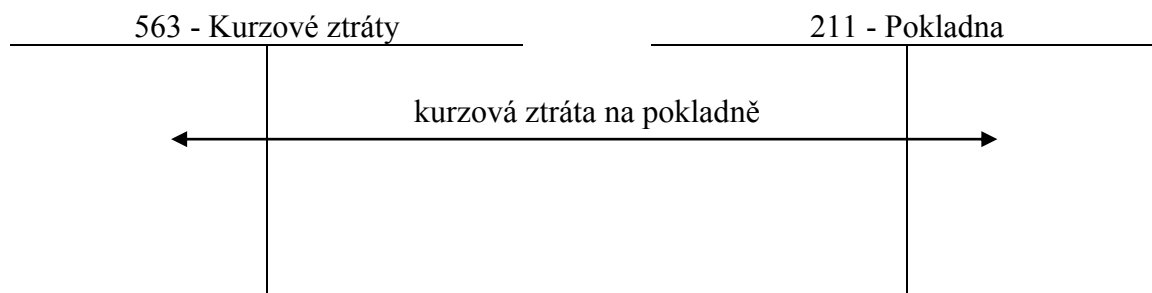 563 - Kurzové ztráty
211 - Pokladna
kurzová ztráta na pokladně